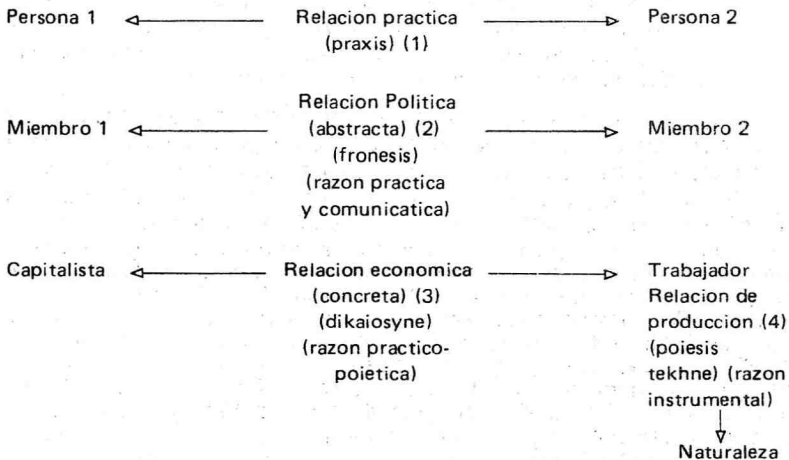 Persona 1 Relacion practica Persona 2
(praxis) (1)
Relacion Politica
Miembro 1 (abstracta) (2) Miembro 2
(fronesis)
(razon practica
y comunicatica)
Capitalista Relacion economica Trabajador
(concreta) (3) Relacion de
(dikaiosyne) produccion (4)
(razon practico- (poiesis
poietica) tekhne) (razon
instrumental)
Naturaleza